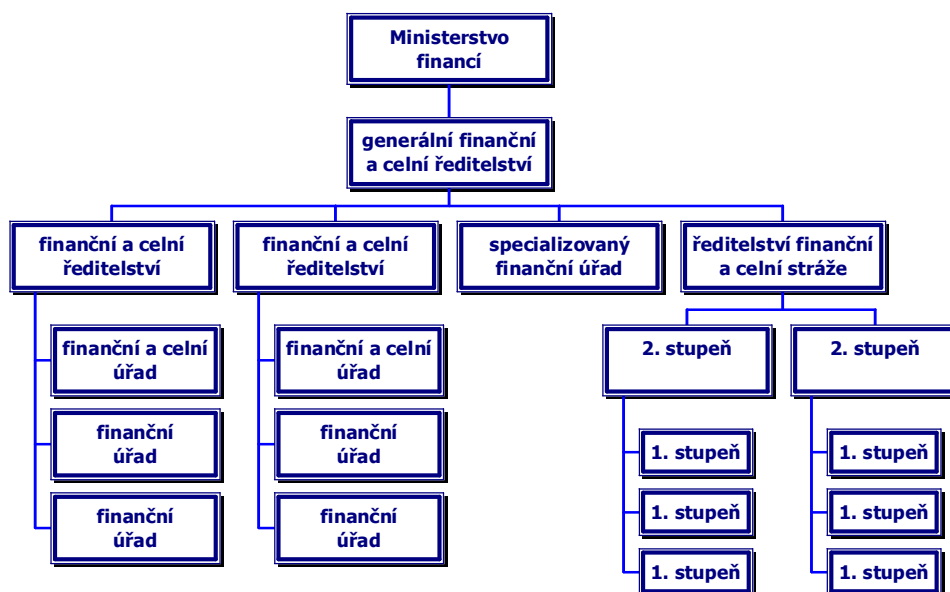 Ministerstvo
financí
generální finanční
a celní ředitelství
finanční a celní
ředitelství
finanční a celní
ředitelství
specializovaný
finanční úřad
ředitelství finanční
a celní stráže
finanční a celní
úřad
finanční
úřad
finanční
úřad
finanční a celní
úřad
finanční
úřad
finanční
úřad
2. stupeň
1. stupeň
1. stupeň
1. stupeň
2. stupeň
1. stupeň
1. stupeň
1. stupeň